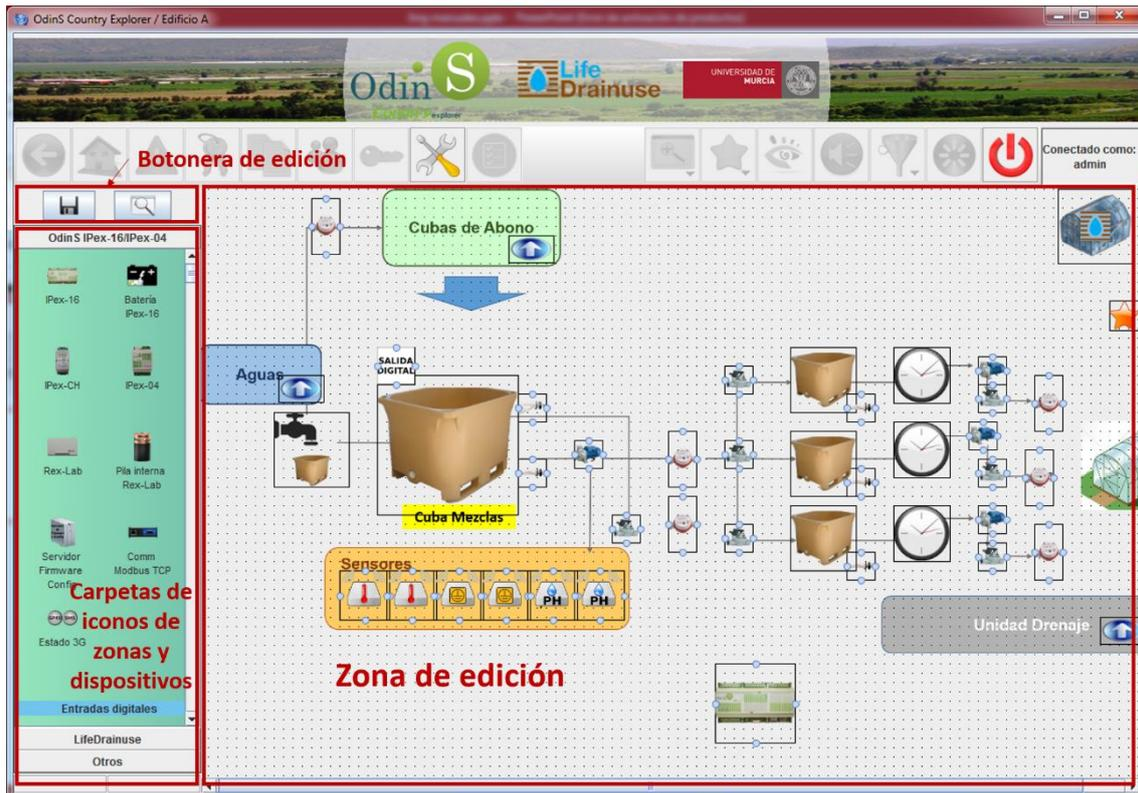 OdinS Country Explorer / Edificio A
OdinS
explorer
Life
Drainuse
UNIVERSIDAD DE
MURCIA
Conectado como:
admin
Botonera de edición
OdinS IPex-16/IPex-04
IPex-16
Batería
IPex-16
IPex-CH
IPex-04
Rex-Lab
Pila interna
Rex-Lab
Servidor
Firmware
Config
Comm
Modbus TCP
Estado 3G
Carpetas de
iconos de
zonas y
dispositivos
Entradas digitales
LifeDrainuse
Otros
Cubas de Abono
Aguas
SALIDA
DIGITAL
Cuba Mezclas
Sensores
PH
PH
Zona de edición
Unidad Drenaje